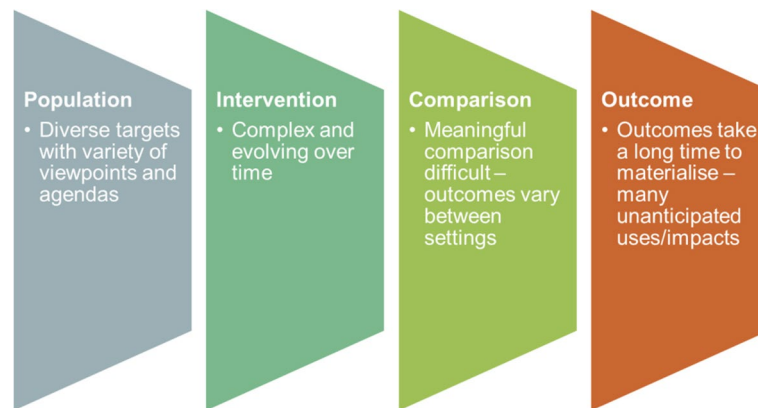 Population
• Diverse targets
with variety of
viewpoints and
agendas
Intervention
• Complex and
evolving over
time
Comparison
• Meaningful
comparison
difficult –
outcomes vary
between
settings
Outcome
• Outcomes take
a long time to
materialise –
many
unanticipated
uses/impacts